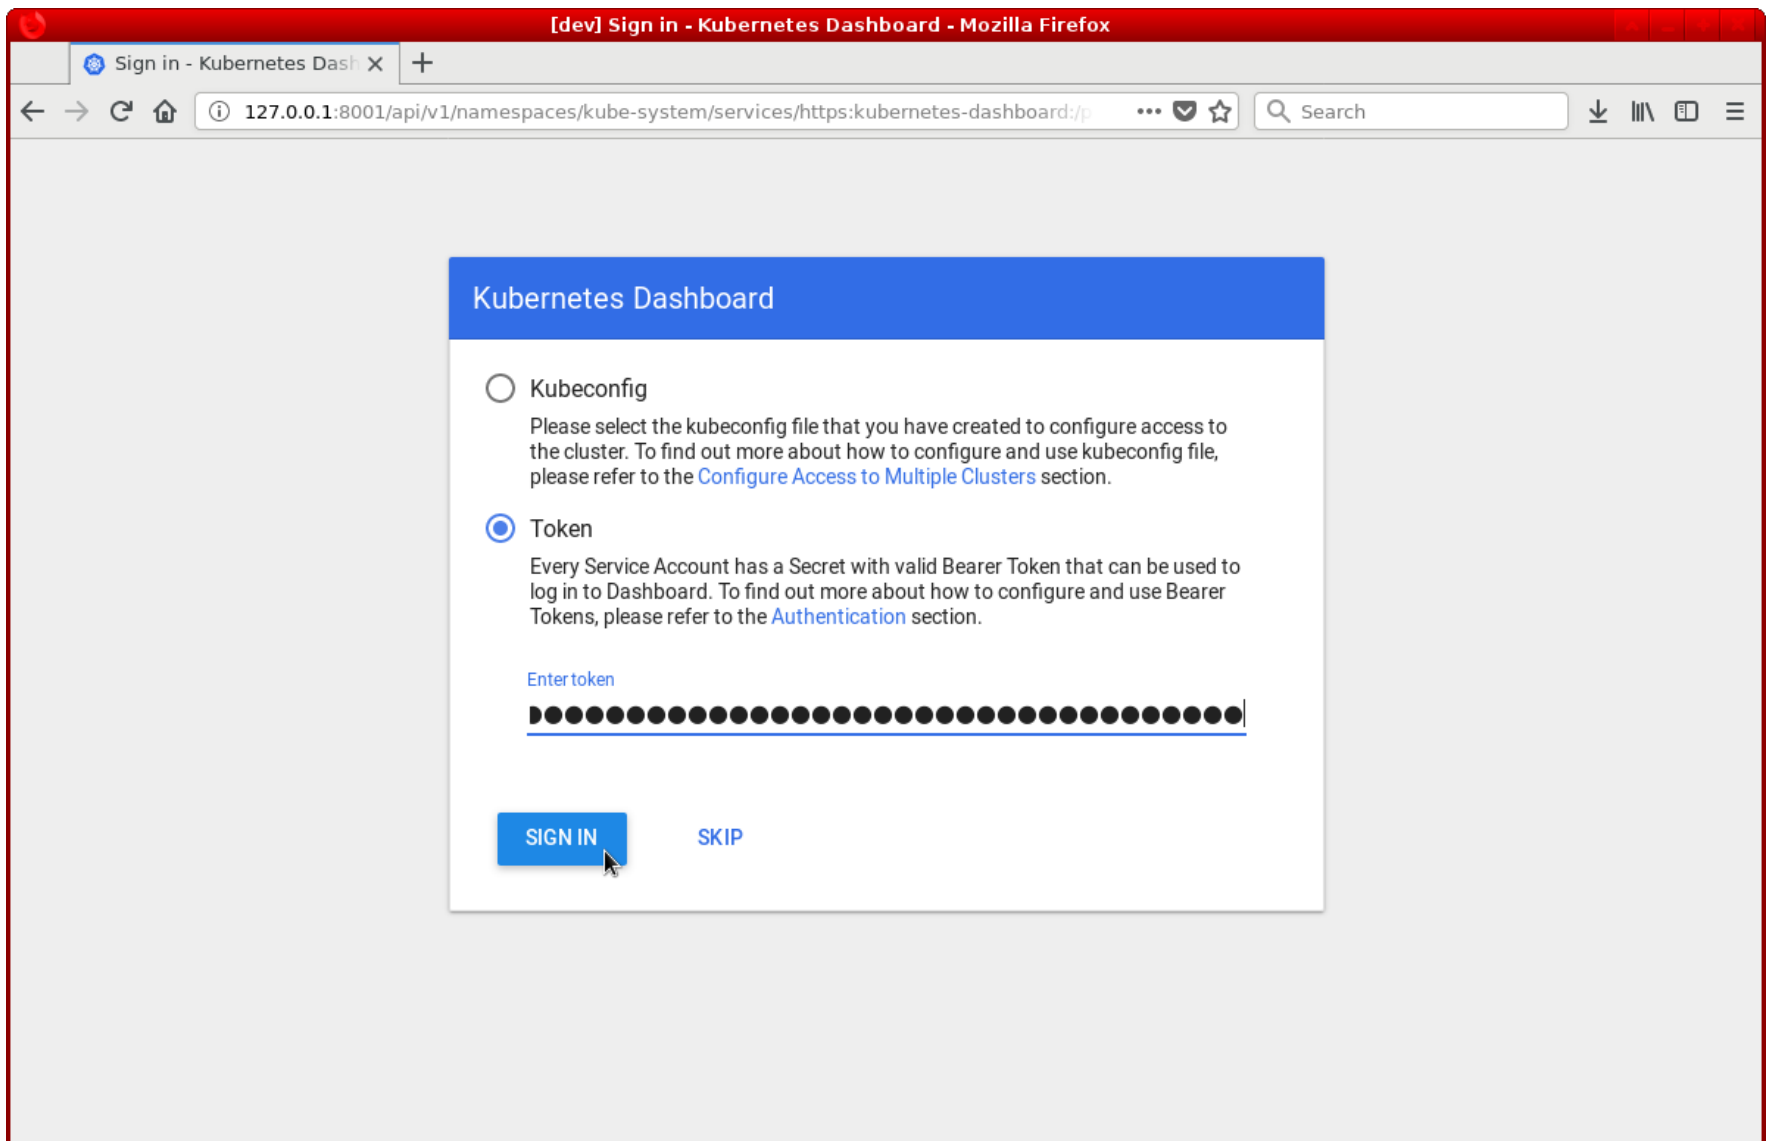 [dev] Sign in - Kubernetes Dashboard - Mozilla Firefox
Sign in - Kubernetes Dash
127.0.0.1:8001/api/v1/namespaces/kube-system/services/https:kubernetes-dashboard:/p
Search
Kubernetes Dashboard
Kubeconfig
Please select the kubeconfig file that you have created to configure access to
the cluster. To find out more about how to configure and use kubeconfig file,
please refer to the Configure Access to Multiple Clusters section.
Token
Every Service Account has a Secret with valid Bearer Token that can be used to
log in to Dashboard. To find out more about how to configure and use Bearer
Tokens, please refer to the Authentication section.
Enter token
SIGN IN
SKIP